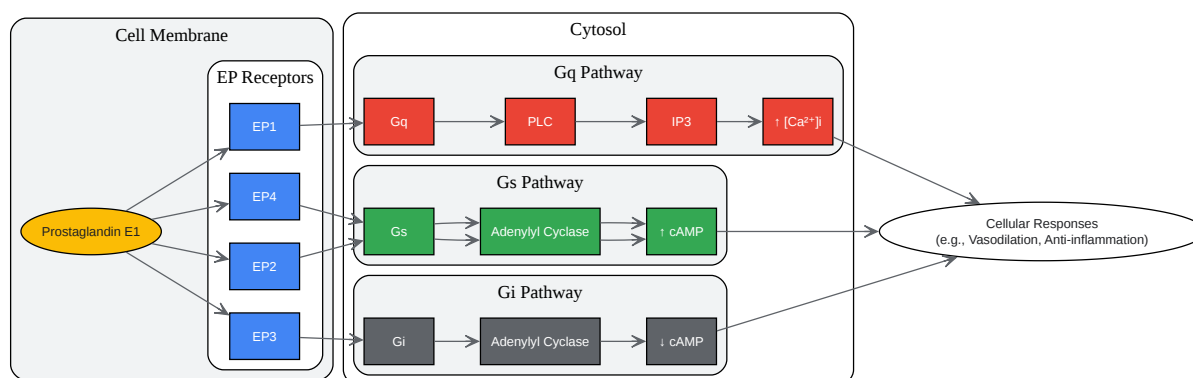 Cell Membrane
EP Receptors
Prostaglandin E1
EP1
EP4
EP2
EP3
Cytosol
Gq Pathway
Gq
PLC
IP3
↑ [Ca²⁺]i
Gs Pathway
Gs
Adenylyl Cyclase
↑ cAMP
Gi Pathway
Gi
Adenylyl Cyclase
↓ cAMP
Cellular Responses
(e.g., Vasodilation, Anti-inflammation)